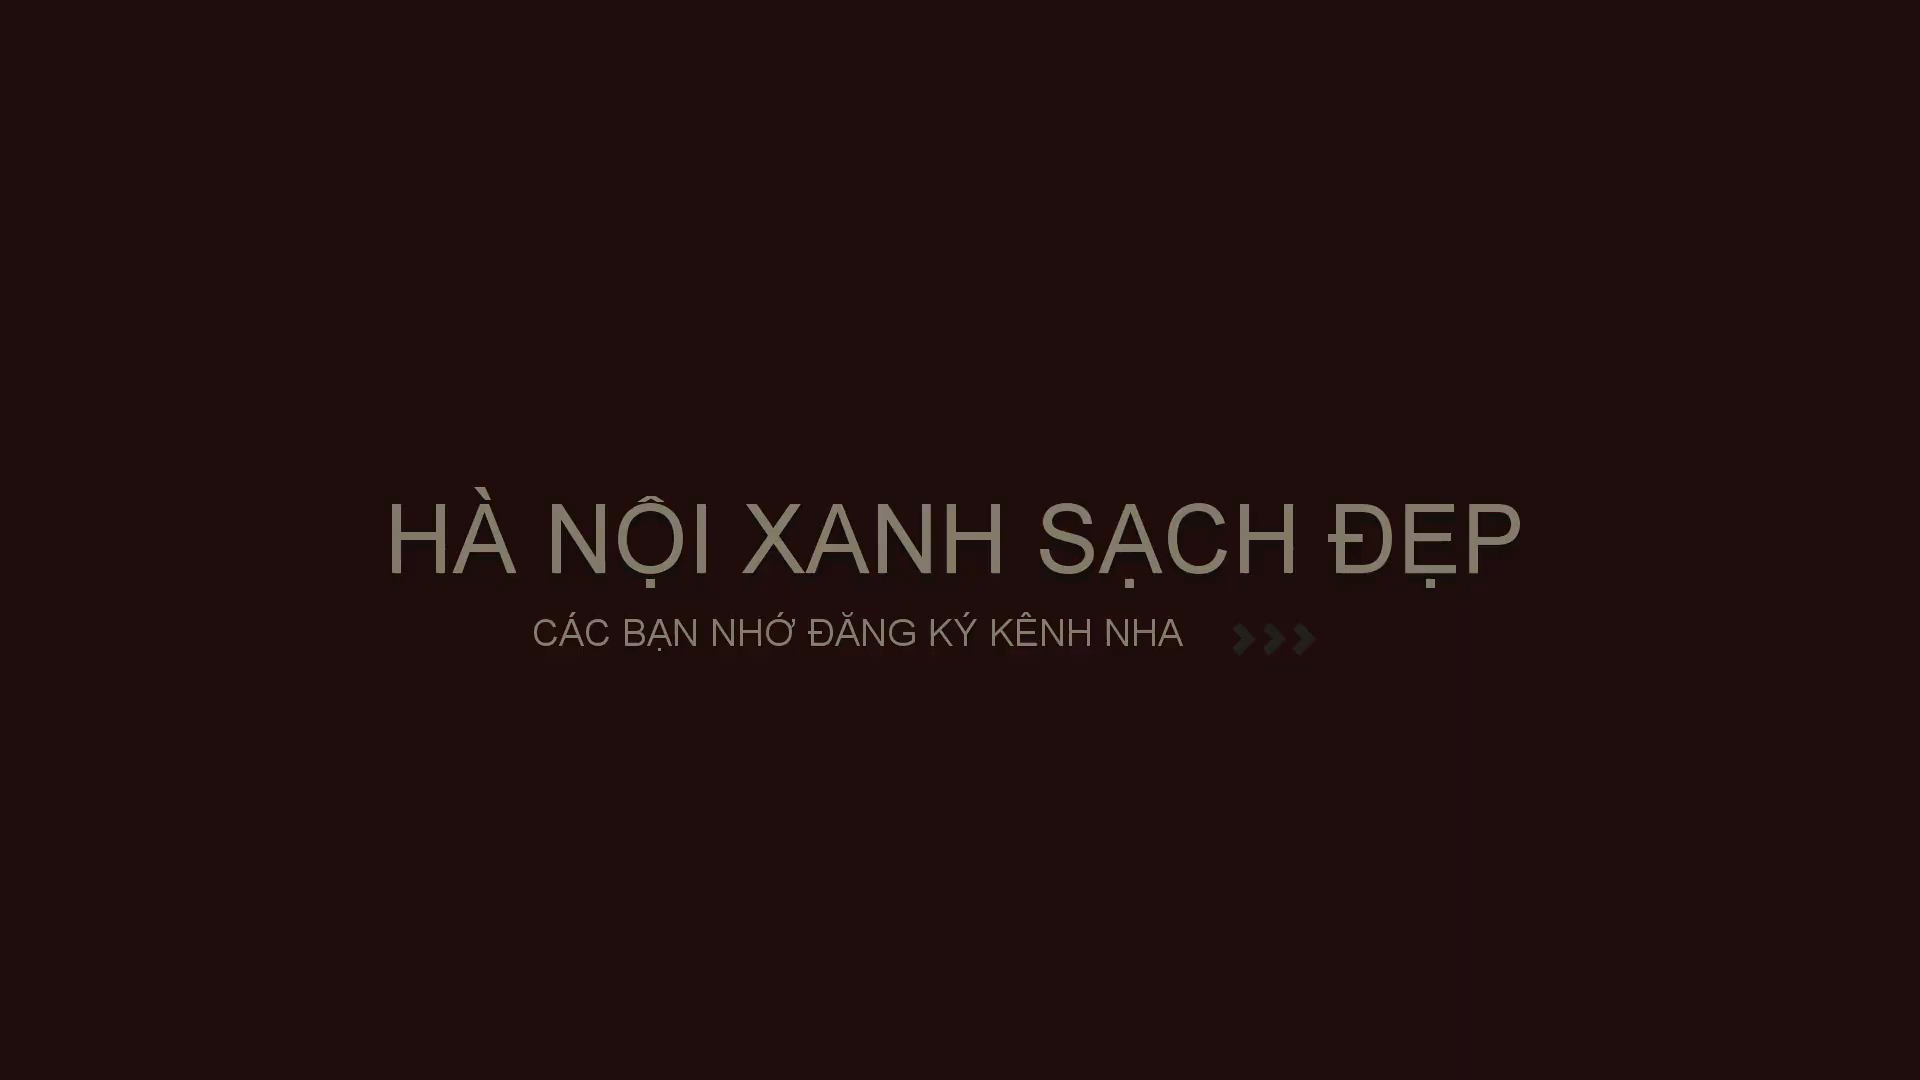 HÀ NỘI XANH SẠCH ĐẸP
CÁC BẠN NHỚ ĐĂNG KÝ KÊNH NHA